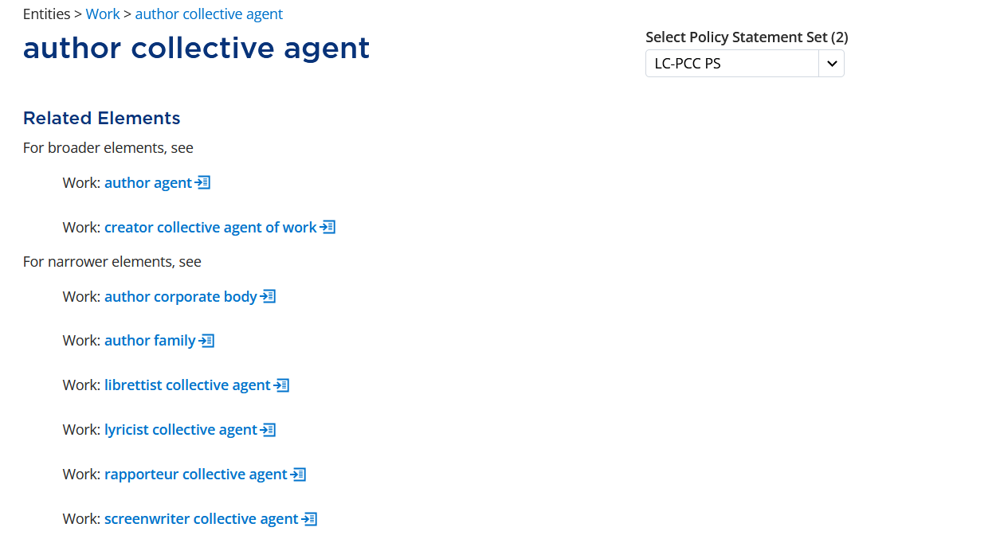 Entities > Work > author collective agent
author collective agent
Select Policy Statement Set (2)
LC-PCC PS
Related Elements
For broader elements, see
Work: author agent
Work: creator collective agent of work
For narrower elements, see
Work: author corporate body
Work: author family
Work: librettist collective agent
Work: lyricist collective agent
Work: rapporteur collective agent
Work: screenwriter collective agent